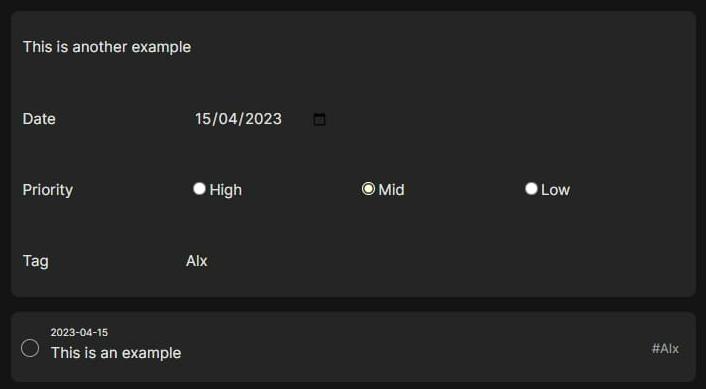 This is another example
Date 15/04/2023
Priority High Mid Low
Tag Alx
2023-04-15
This is an example #Alx